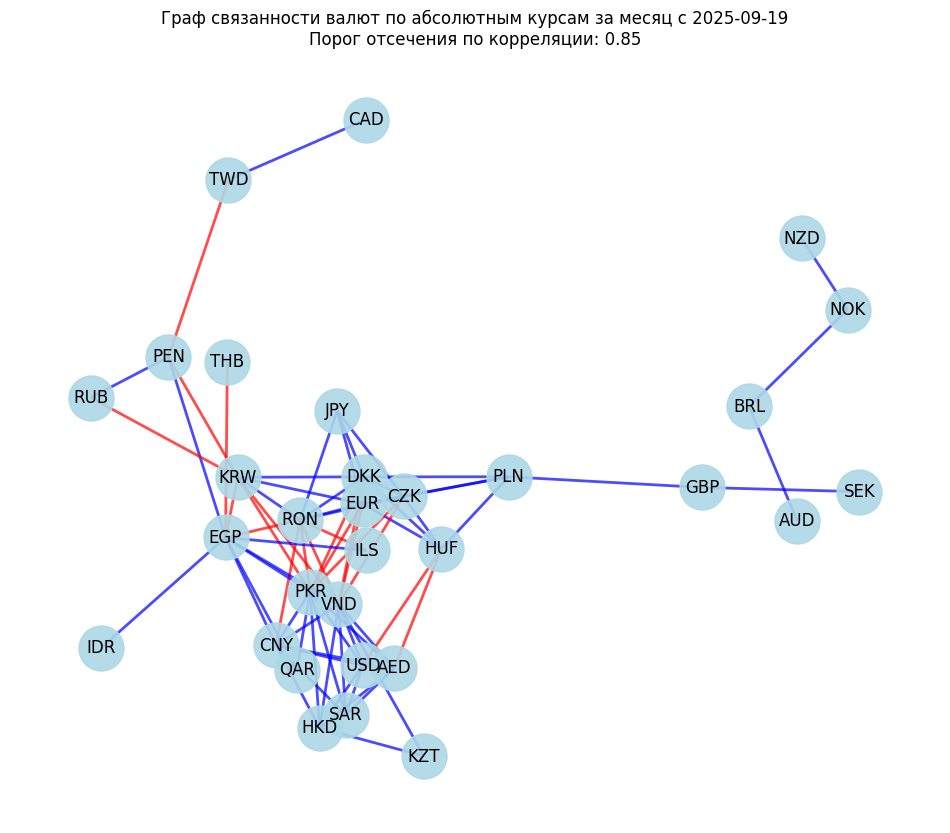 Граф связанности валют по абсолютным курсам за месяц с 2025-09-19
Порог отсечения по корреляции: 0.85
CAD
TWD
NZD
NOK
PEN
THB
RUB
JPY
BRL
KRW
DKK
PLN
CZK
EUR
GBP
SEK
RON
AUD
EGP
ILS
HUF
PKR
VND
CNY
IDR
QAR
USD
AED
SAR
HKD
KZT